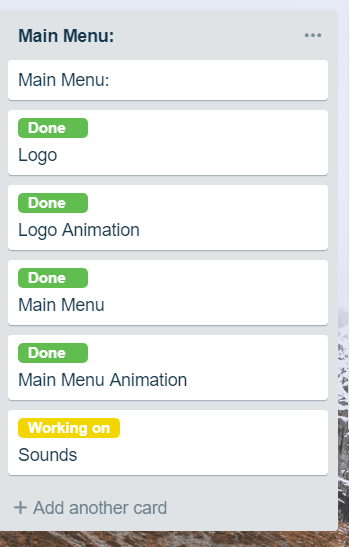 Main Menu:
Main Menu:
Done
Logo
Done
Logo Animation
Done
Main Menu
Done
Main Menu Animation
Working on
Sounds
+ Add another card